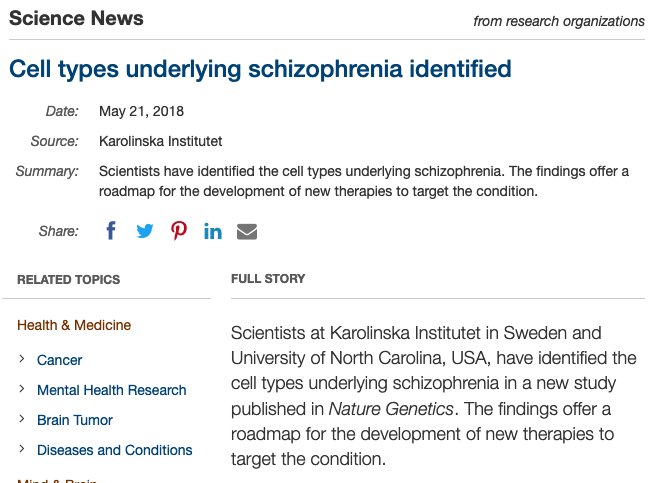 Science News
from research organizations
Cell types underlying schizophrenia identified
Date: May 21, 2018
Source: Karolinska Institutet
Summary: Scientists have identified the cell types underlying schizophrenia. The findings offer a
roadmap for the development of new therapies to target the condition.
Share:
RELATED TOPICS
Health & Medicine
Cancer
Mental Health Research
Brain Tumor
Diseases and Conditions
Mind & Brain
FULL STORY
Scientists at Karolinska Institutet in Sweden and
University of North Carolina, USA, have identified the
cell types underlying schizophrenia in a new study
published in Nature Genetics. The findings offer a
roadmap for the development of new therapies to
target the condition.